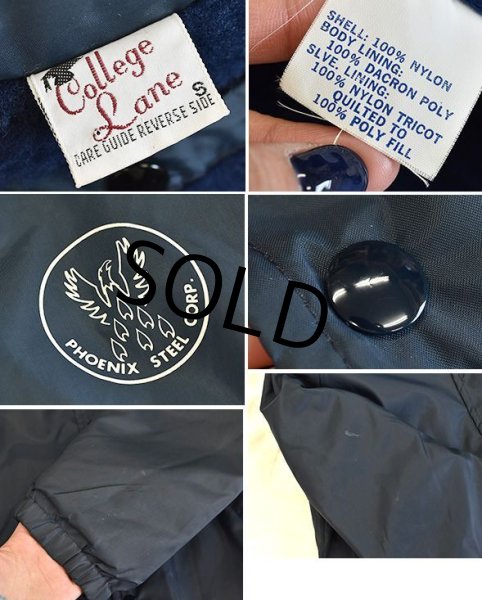 College
Lane
S
CARE GUIDE REVERSE SIDE
SHELL: 100% NYLON
BODY LINING:
100% DACRON POLY
SLVE. LINING:
100% NYLON TRICOT
QUILTED TO
100% POLY FILL
PHOENIX STEEL CORP.
SOLD